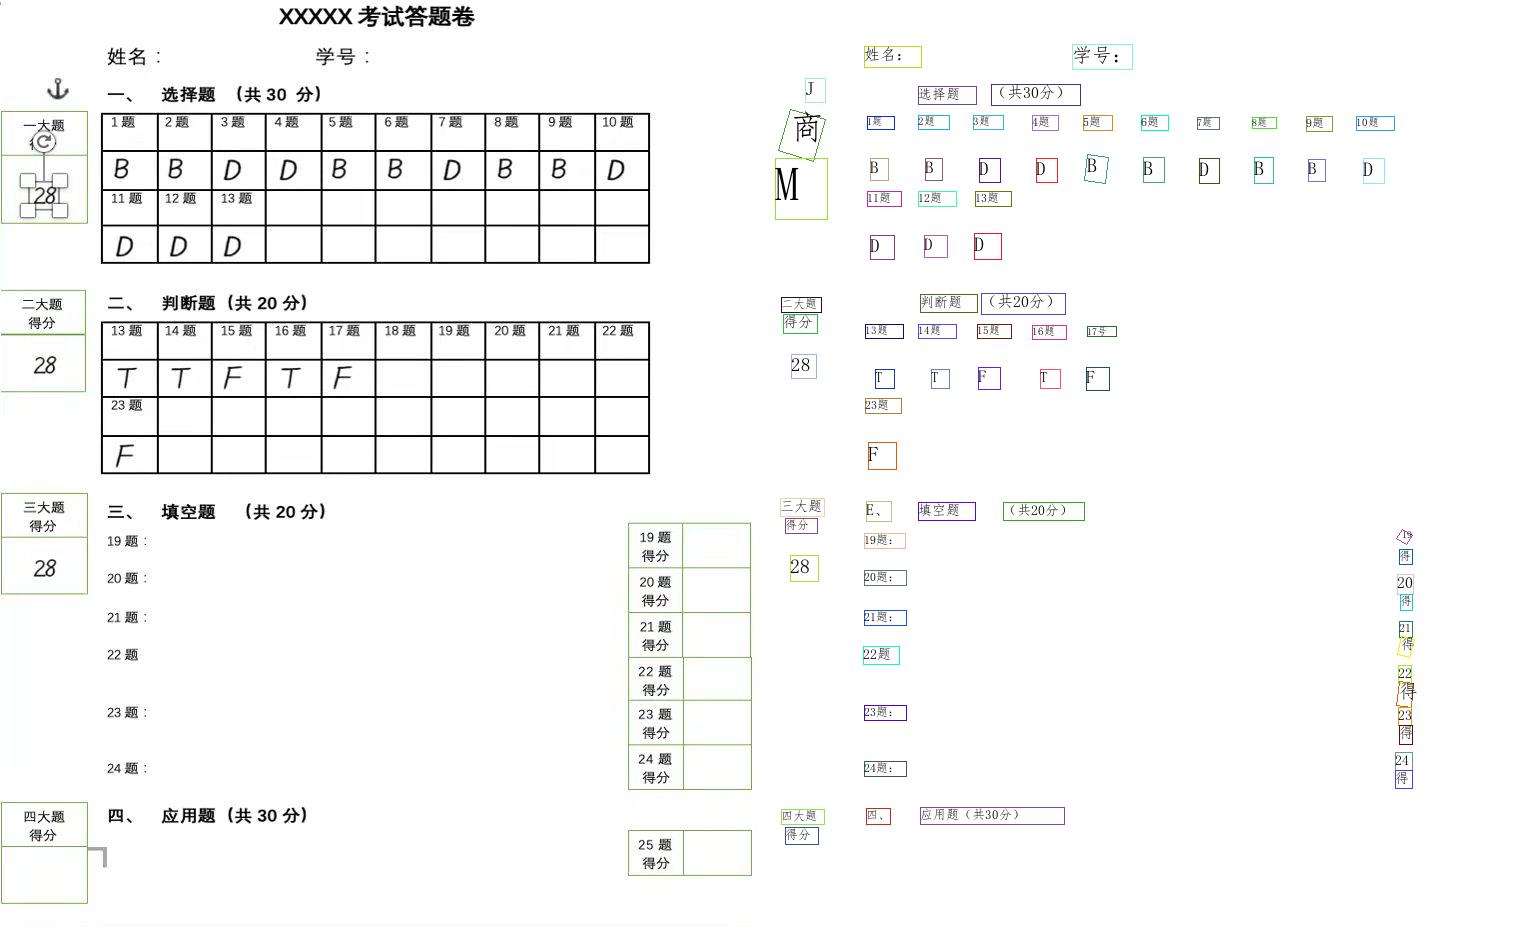 XXXXX 考试答题卷
姓名： 学号：
一、 选择题 （共 30 分）
一大题
1 题 2 题 3 题 4 题 5 题 6 题 7 题 8 题 9 题 10 题
B B D D B B D B B D
28
11 题 12 题 13 题
D D D
二大题
得分
28
二、 判断题（共 20 分）
13 题 14 题 15 题 16 题 17 题 18 题 19 题 20 题 21 题 22 题
T T F T F
23 题
F
三大题
得分
28
三、 填空题 （共 20 分）
19 题：
20 题：
21 题：
22 题
23 题：
24 题：
19 题
得分
20 题
得分
21 题
得分
22 题
得分
23 题
得分
24 题
得分
四大题
得分
四、 应用题（共 30 分）
25 题
得分
姓名： 学号：
J
商
M
选择题 （共30分）
1题 2题 3题 4题 5题 6题 7题 8题 9题 10题
B B D D B B D B B D
11题 12题 13题
D D D
二大题
得分
28
判断题 （共20分）
13题 14题 15题 16题 17号
T T F T F
23题
F
三大题
得分
28
E、 填空题 （共20分）
19题：
20题：
21题：
22题
23题：
24题：
19
得
20
得
21
得
22
得
23
得
24
得
四大题
得分
四、 应用题（共30分）